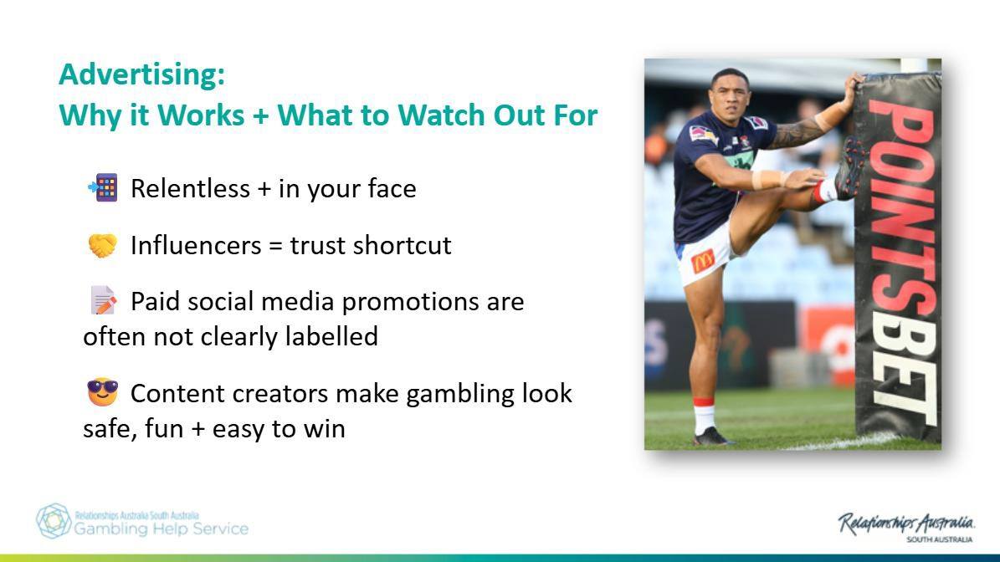 Advertising:
Why it Works + What to Watch Out For
Relentless + in your face
Influencers = trust shortcut
Paid social media promotions are
often not clearly labelled
Content creators make gambling look
safe, fun + easy to win
POINTSBET
Relationships Australia South Australia
Gambling Help Service
Relationships Australia.
SOUTH AUSTRALIA